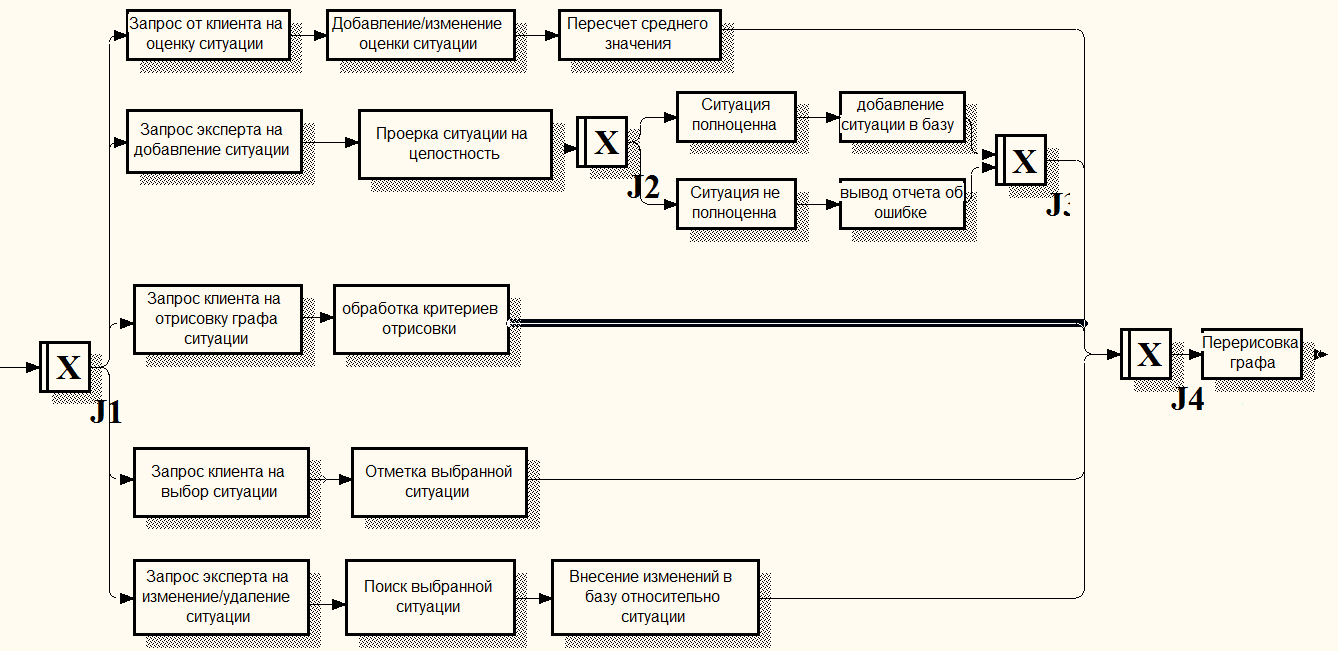 Запрос от клиента на
оценку ситуации
Добавление/изменение
оценки ситуации
Пересчет среднего
значения
Запрос эксперта на
добавление ситуации
Проерка ситуации на
целостность
X
J2
Ситуация
полноценна
добавление
ситуации в базу
Ситуация не
полноценна
вывод отчета об
ошибке
X
J3
Запрос клиента на
отрисовку графа
ситуации
обработка критериев
отрисовки
X
J1
X
J4
Перерисовка
графа
Запрос клиента на
выбор ситуации
Отметка выбранной
ситуации
Запрос эксперта на
изменение/удаление
ситуации
Поиск выбранной
ситуации
Внесение изменений в
базу относительно
ситуации